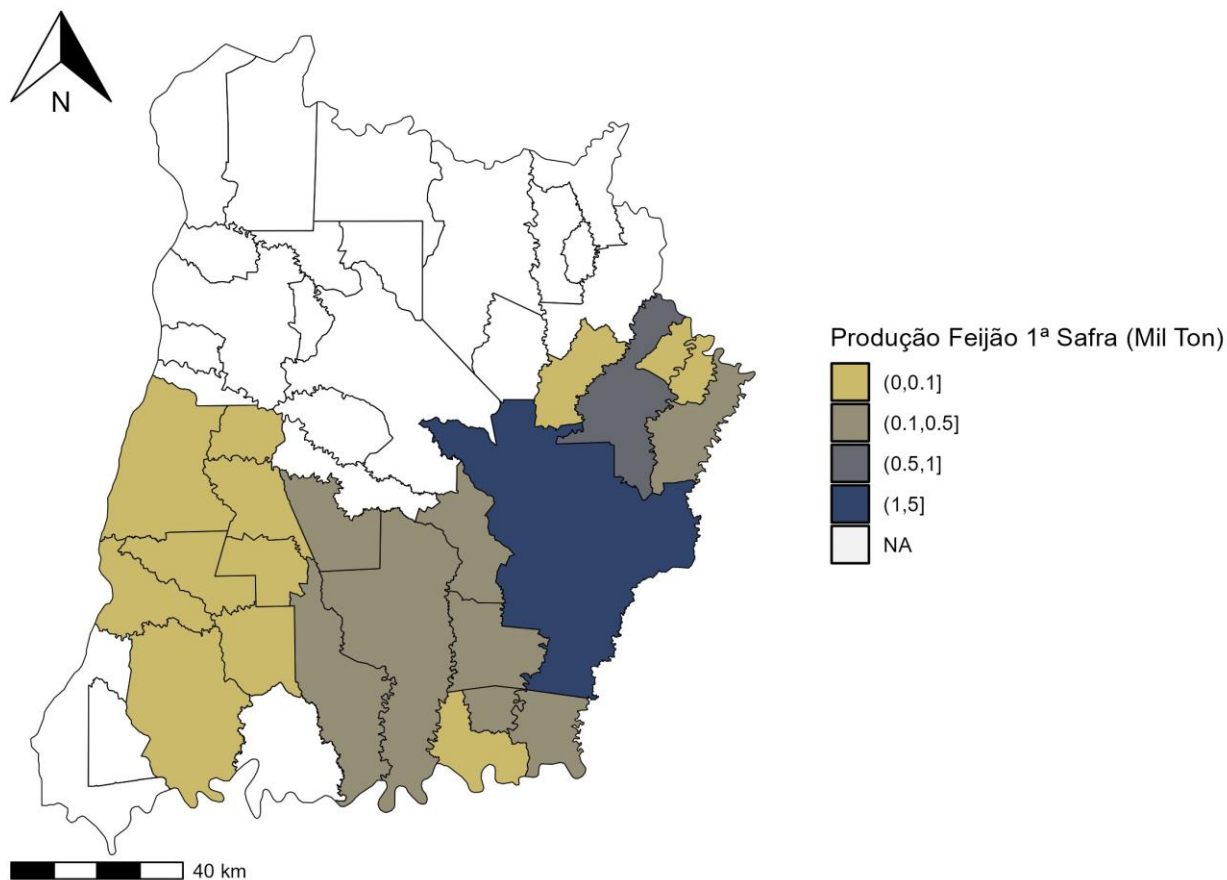 N
Produção Feijão 1ª Safra (Mil Ton)
(0,0.1]
(0.1,0.5]
(0.5,1]
(1,5]
NA
40 km